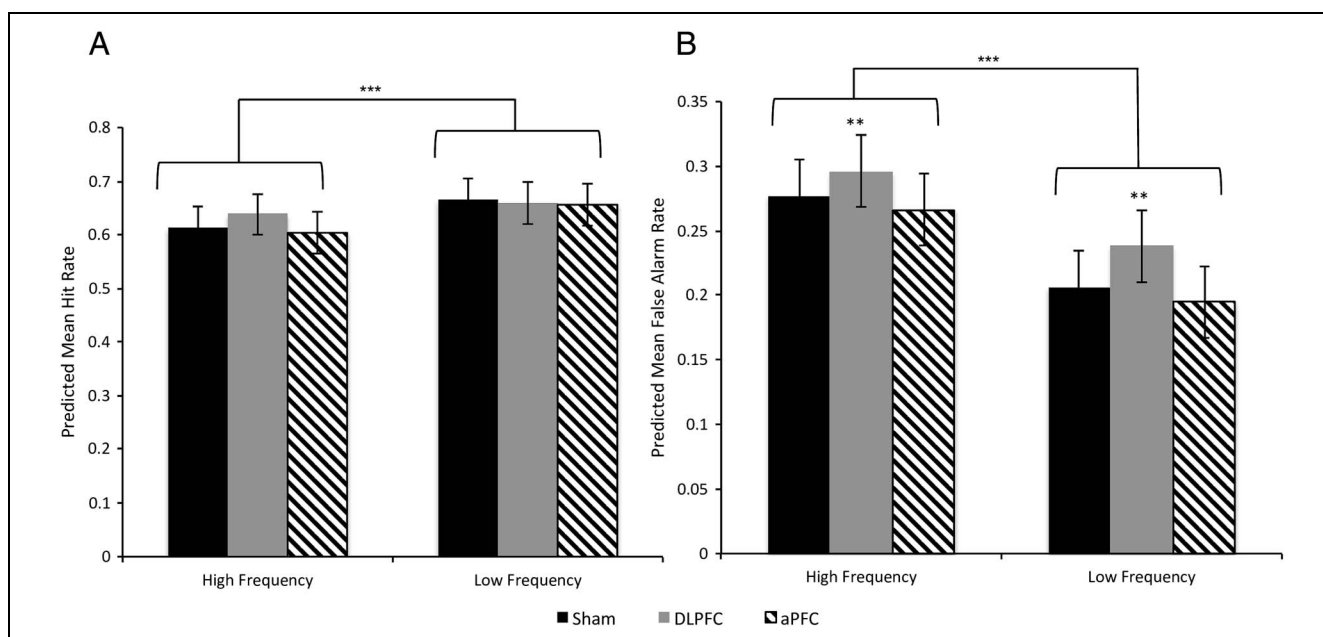 A
***
0.8
0.7
0.6
0.5
0.4
0.3
0.2
0.1
0
Predicted Mean Hit Rate
High Frequency
Low Frequency
B
***
**
**
0.35
0.3
0.25
0.2
0.15
0.1
0.05
0
Predicted Mean False Alarm Rate
High Frequency
Low Frequency
Sham DLPFC aPFC